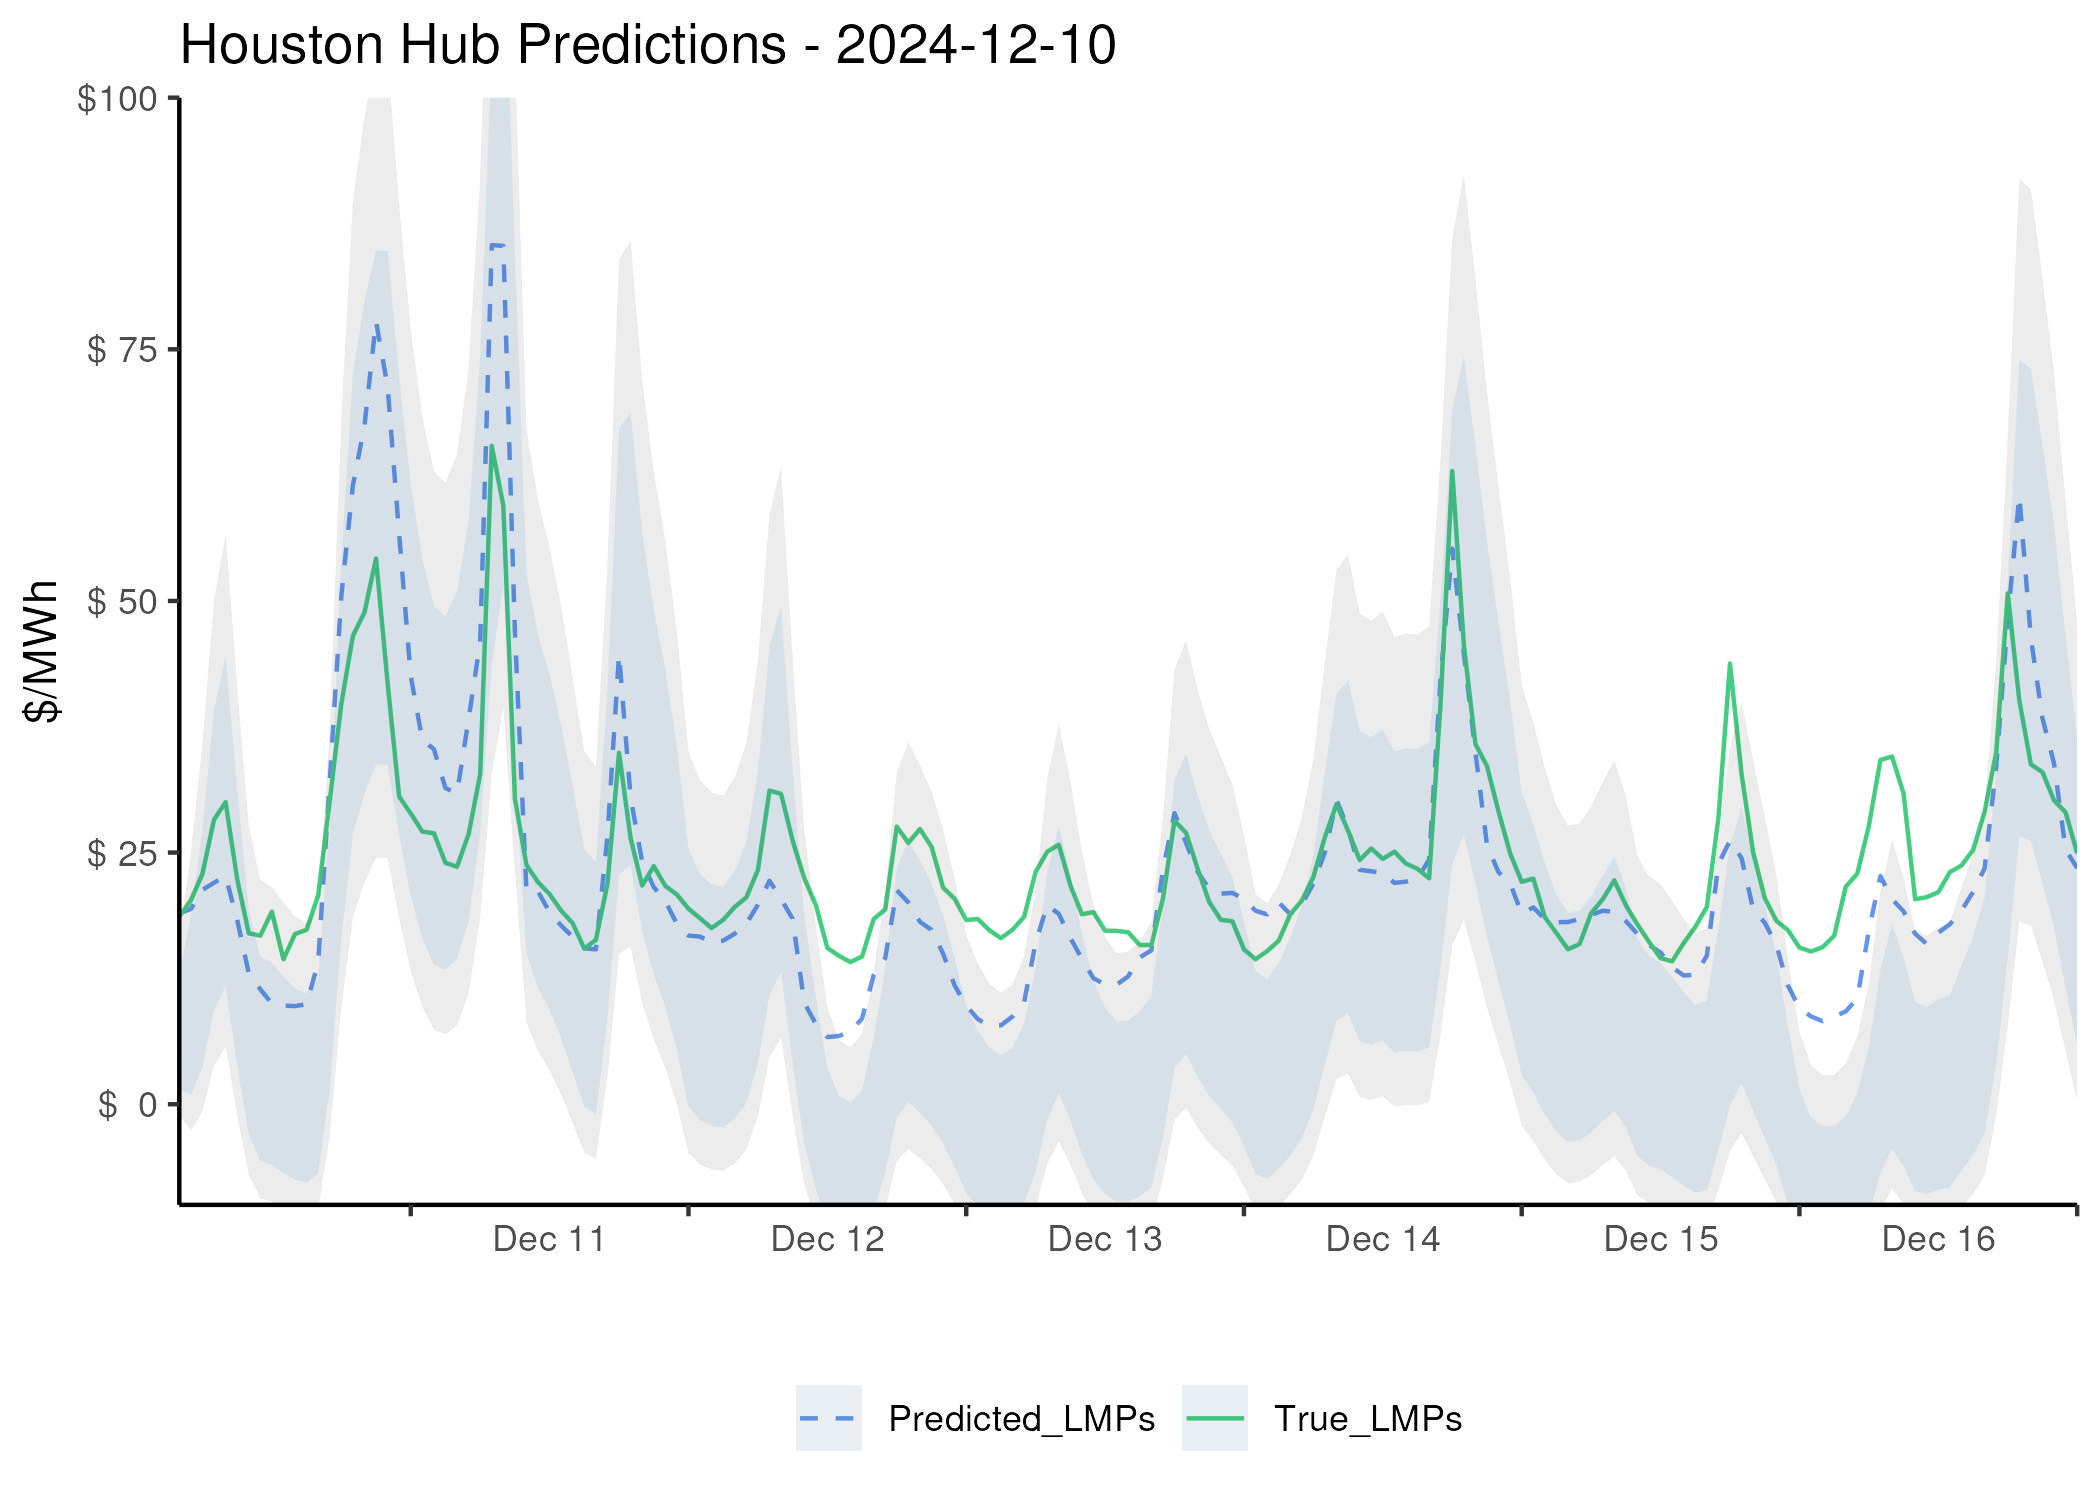 Houston Hub Predictions - 2024-12-10
$100
$ 75
$ 50
$ 25
$ 0
$/MWh
Dec 11 Dec 12 Dec 13 Dec 14 Dec 15 Dec 16
Predicted_LMPs True_LMPs